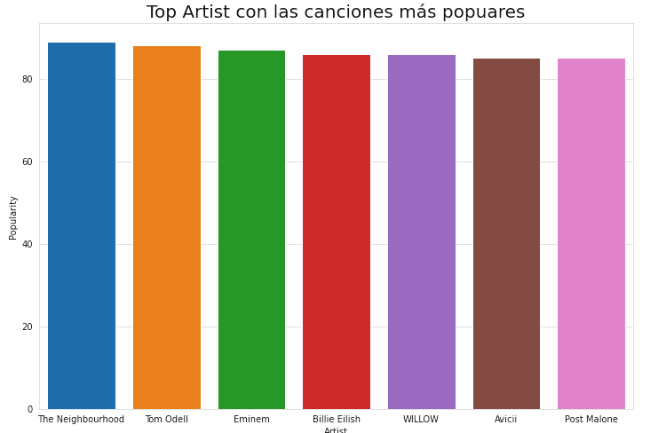 Top Artist con las canciones más popuares
80
60
40
20
0
Popularity
The Neighbourhood Tom Odell Eminem Billie Eilish WILLOW Avicii Post Malone
Artist